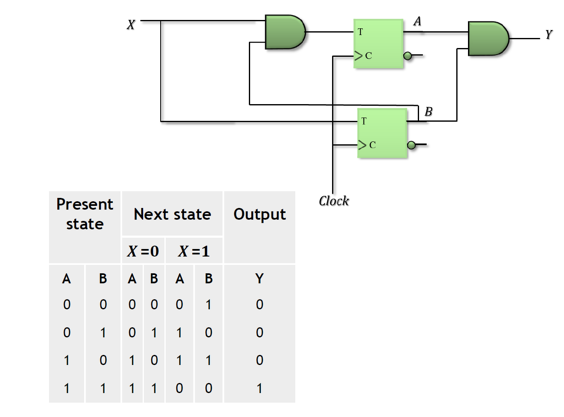 X
A
T
Y
C
B
T
C
Clock
Present state Next state Output
X=0 X=1
A B A B A B Y
0 0 0 0 0 1 0
0 1 0 1 1 0 0
1 0 1 0 1 1 0
1 1 1 1 0 0 1